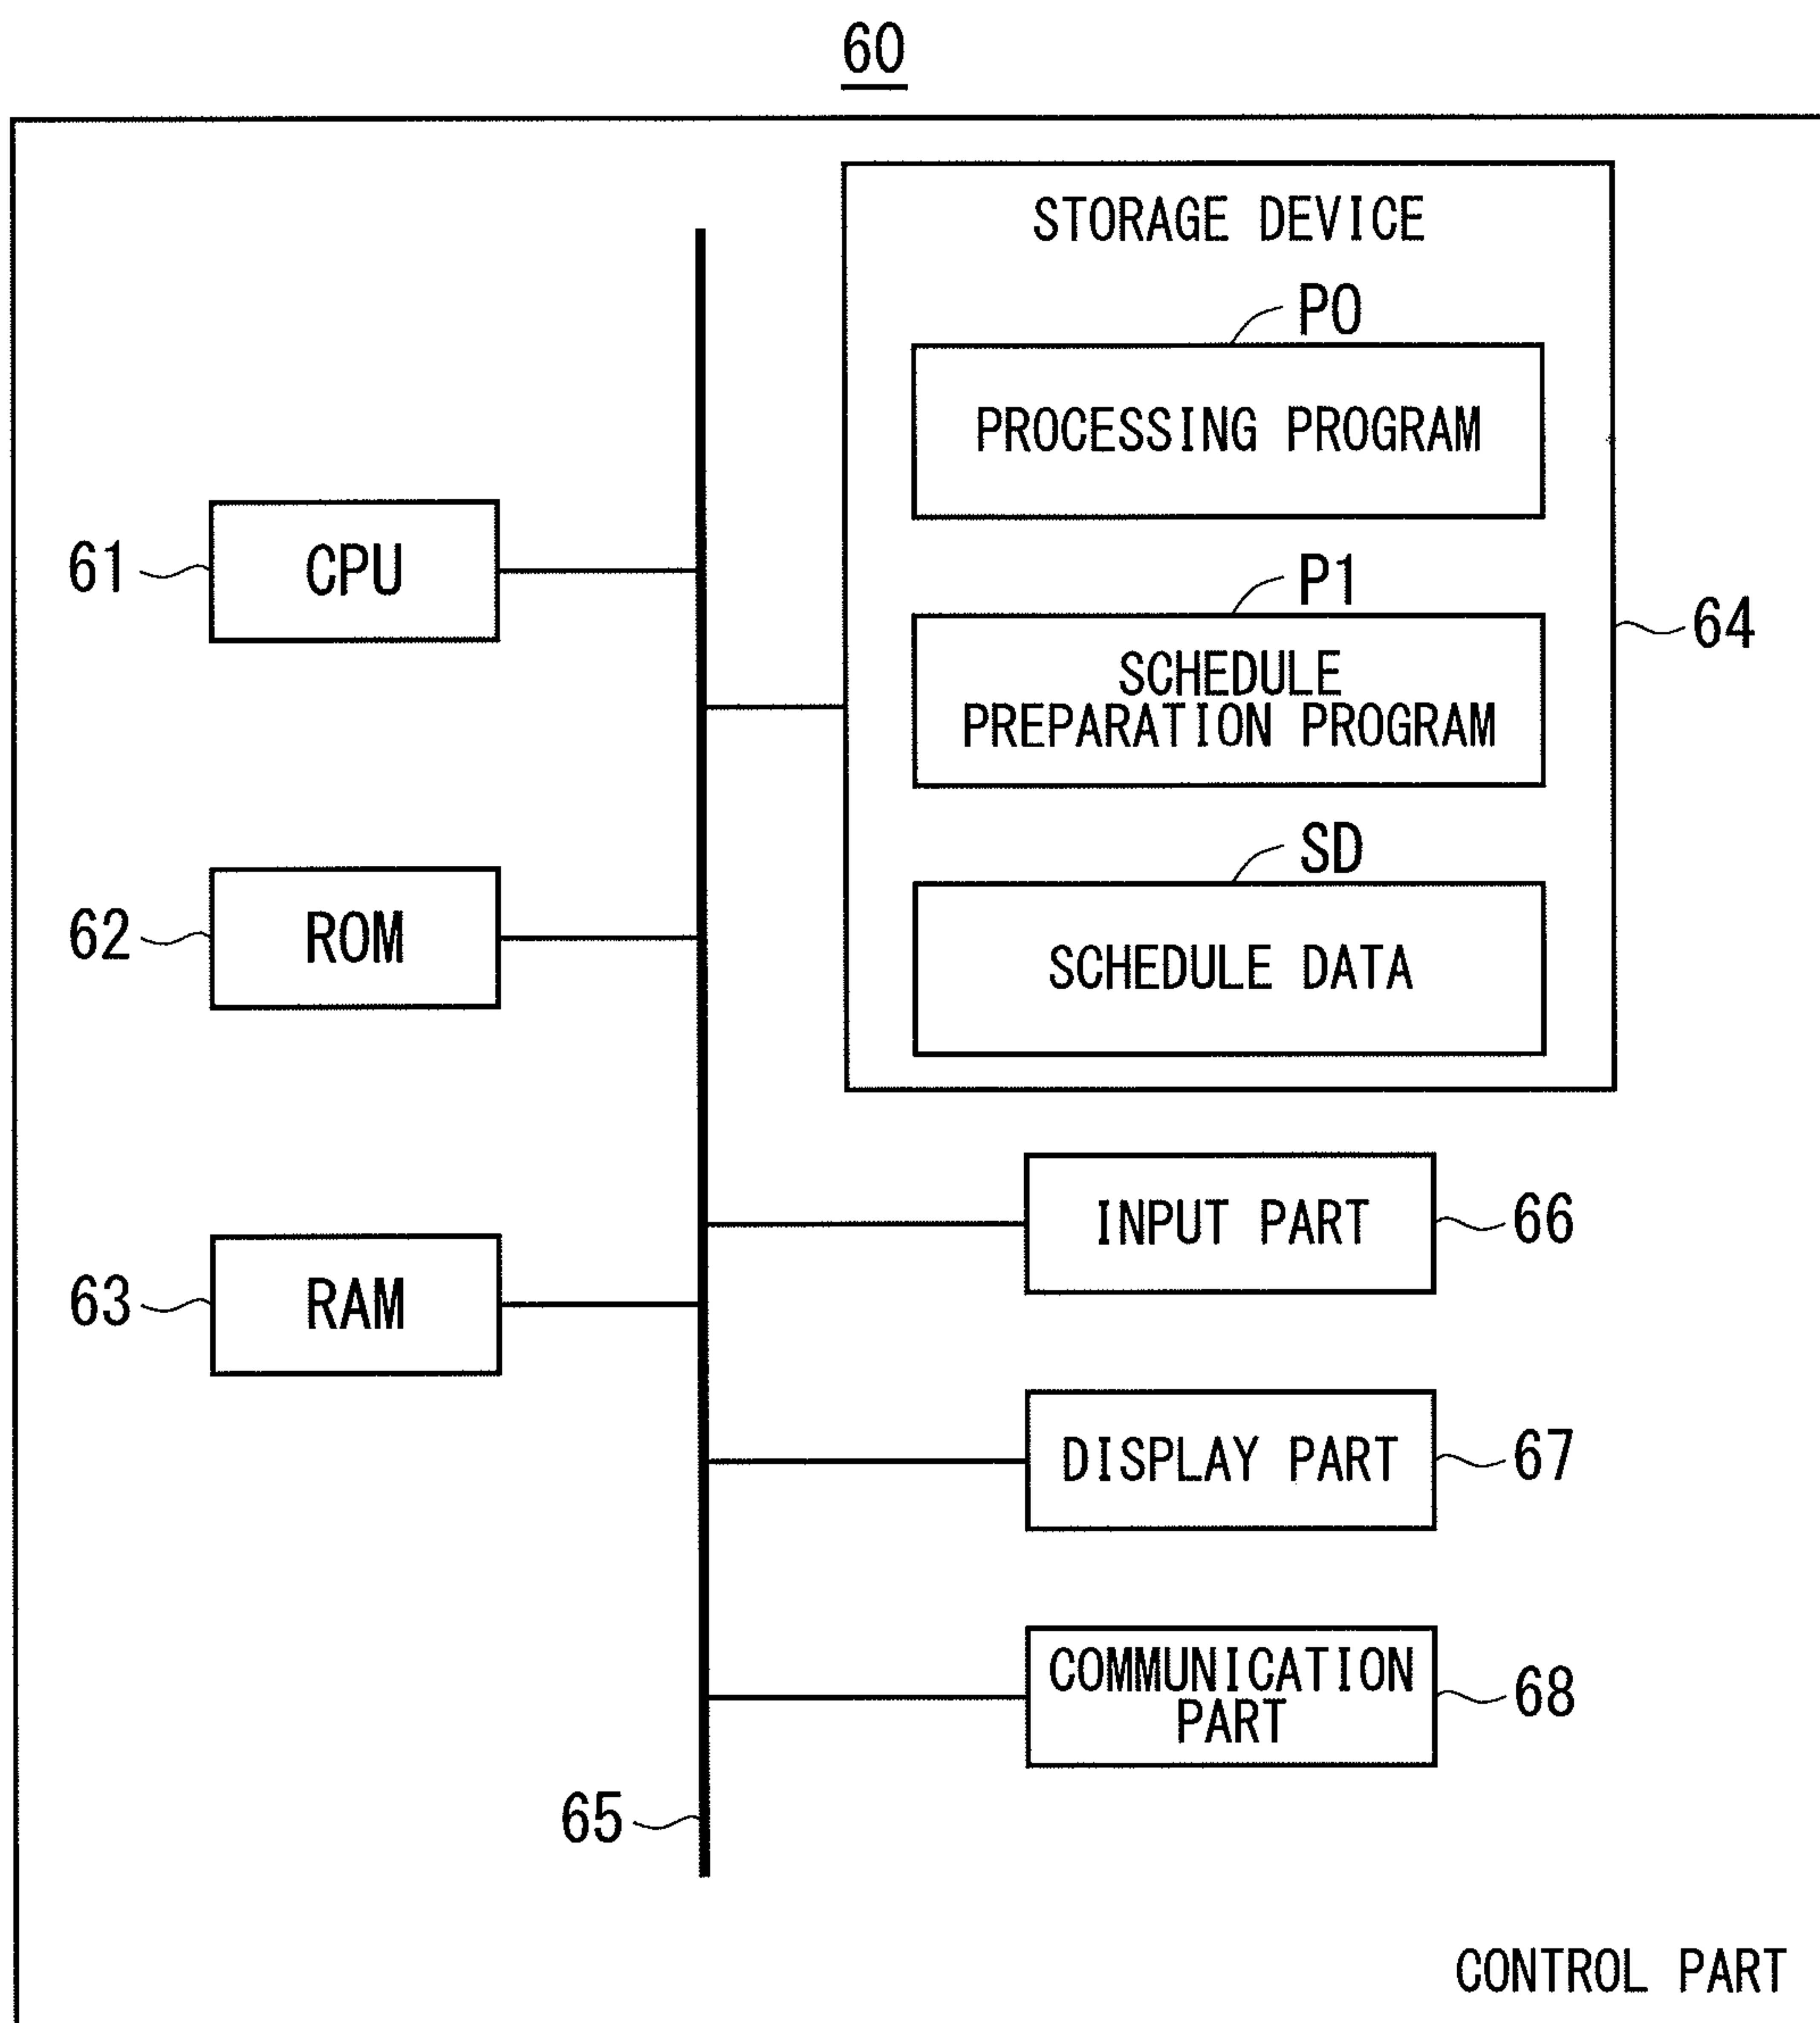 60
STORAGE DEVICE
P0
PROCESSING PROGRAM
61
CPU
P1
SCHEDULE
PREPARATION PROGRAM
64
SD
SCHEDULE DATA
62
ROM
63
RAM
INPUT PART
66
DISPLAY PART
67
COMMUNICATION
PART
68
65
CONTROL PART